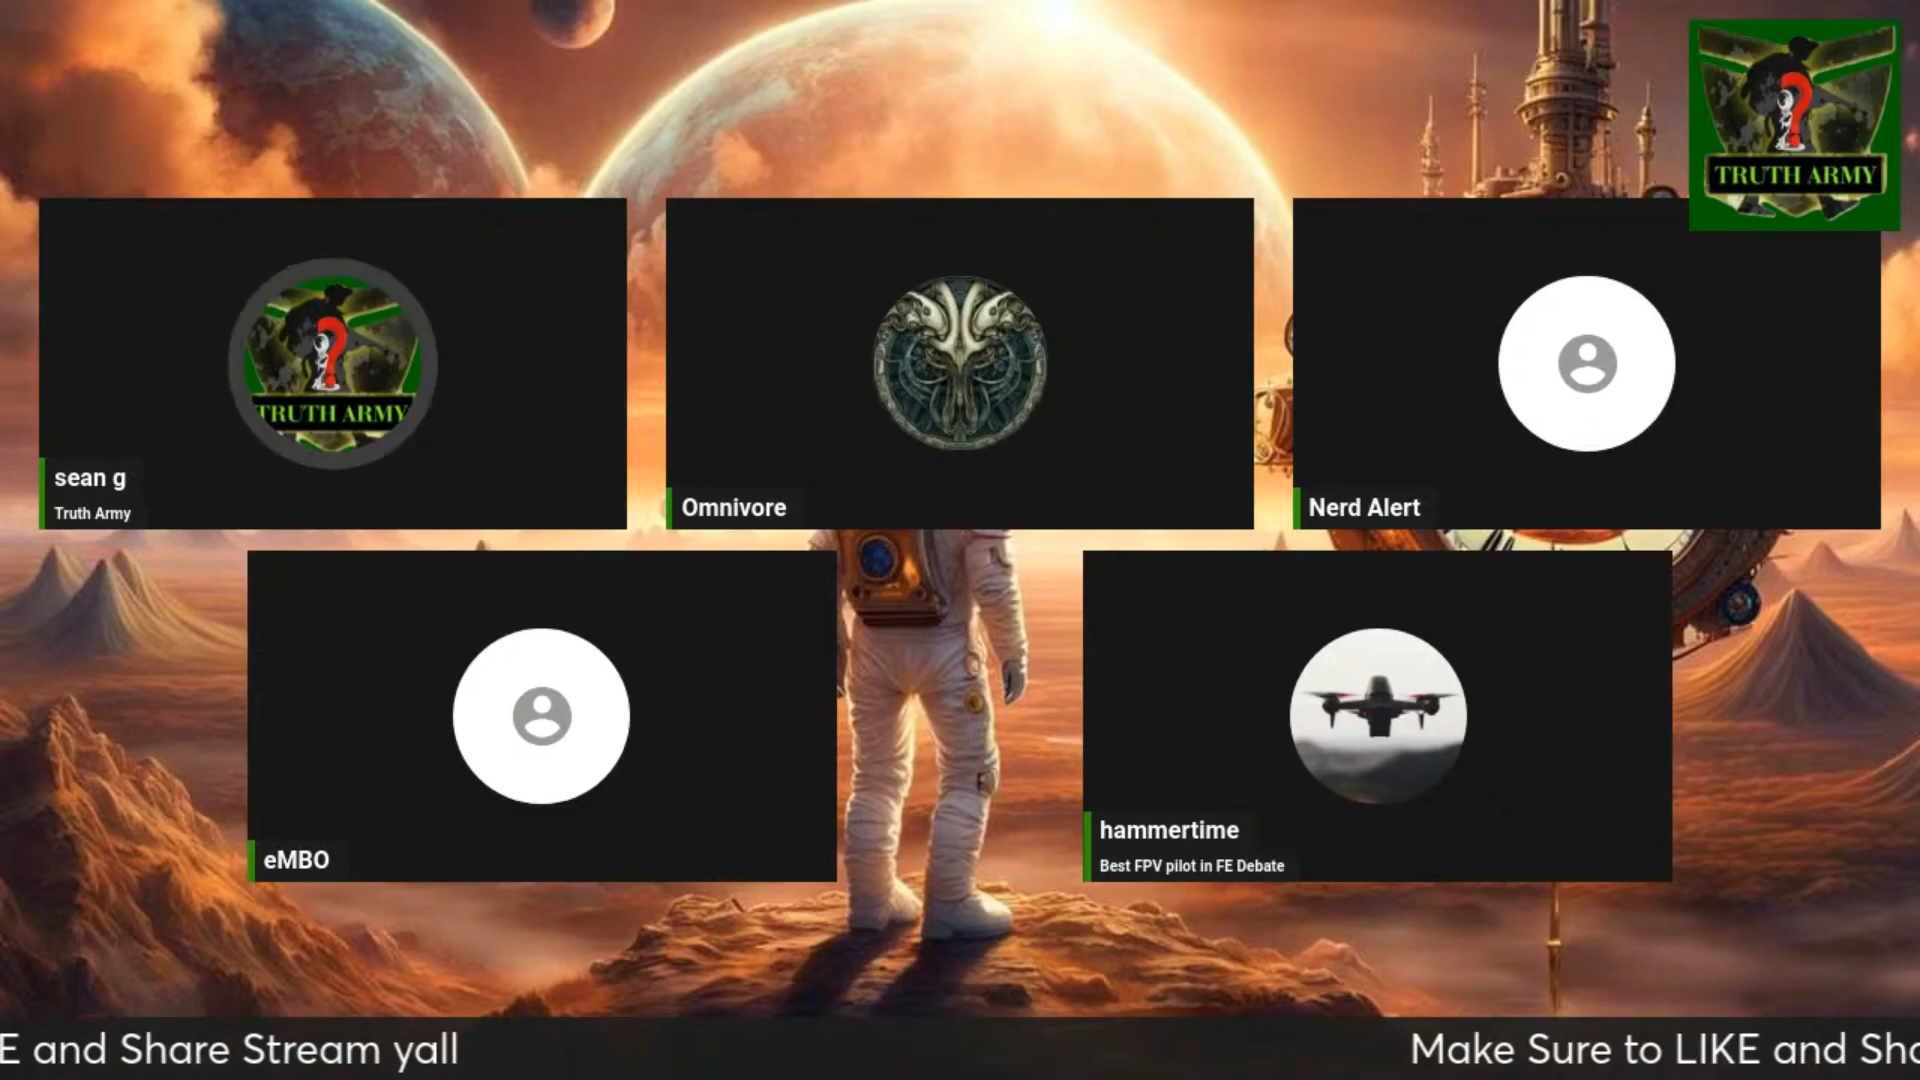 TRUTH ARMY
TRUTH ARMY
sean g
Truth Army
Omnivore
Nerd Alert
eMBO
hammertime
Best FPV pilot in FE Debate
E and Share Stream yall
Make Sure to LIKE and Sha